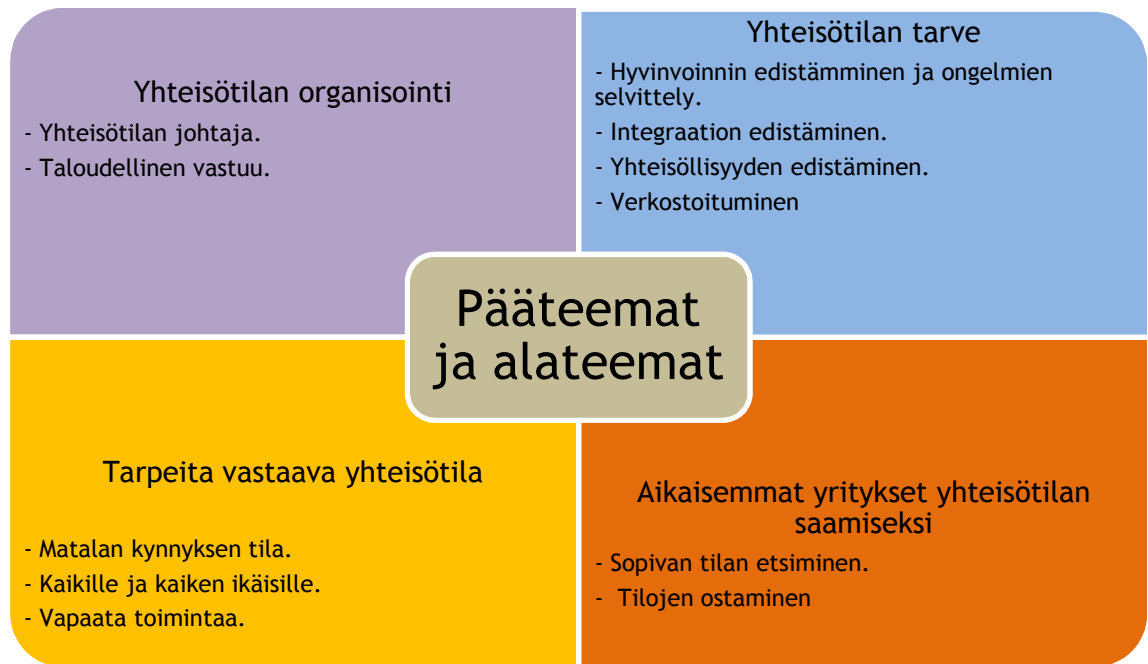 Yhteisötilan organisointi
- Yhteisötilan johtaja.
- Taloudellinen vastuu.
Yhteisötilan tarve
- Hyvinvoinnin edistämminen ja ongelmien
selvittely.
- Integraation edistäminen.
- Yhteisöllisyyden edistäminen.
- Verkostoituminen
Pääteemat
ja alateemat
Tarpeita vastaava yhteisötila
- Matalan kynnyksen tila.
- Kaikille ja kaiken ikäisille.
- Vapaata toimintaa.
Aikaisemmat yritykset yhteisötilan
saamiseksi
- Sopivan tilan etsiminen.
- Tilojen ostaminen